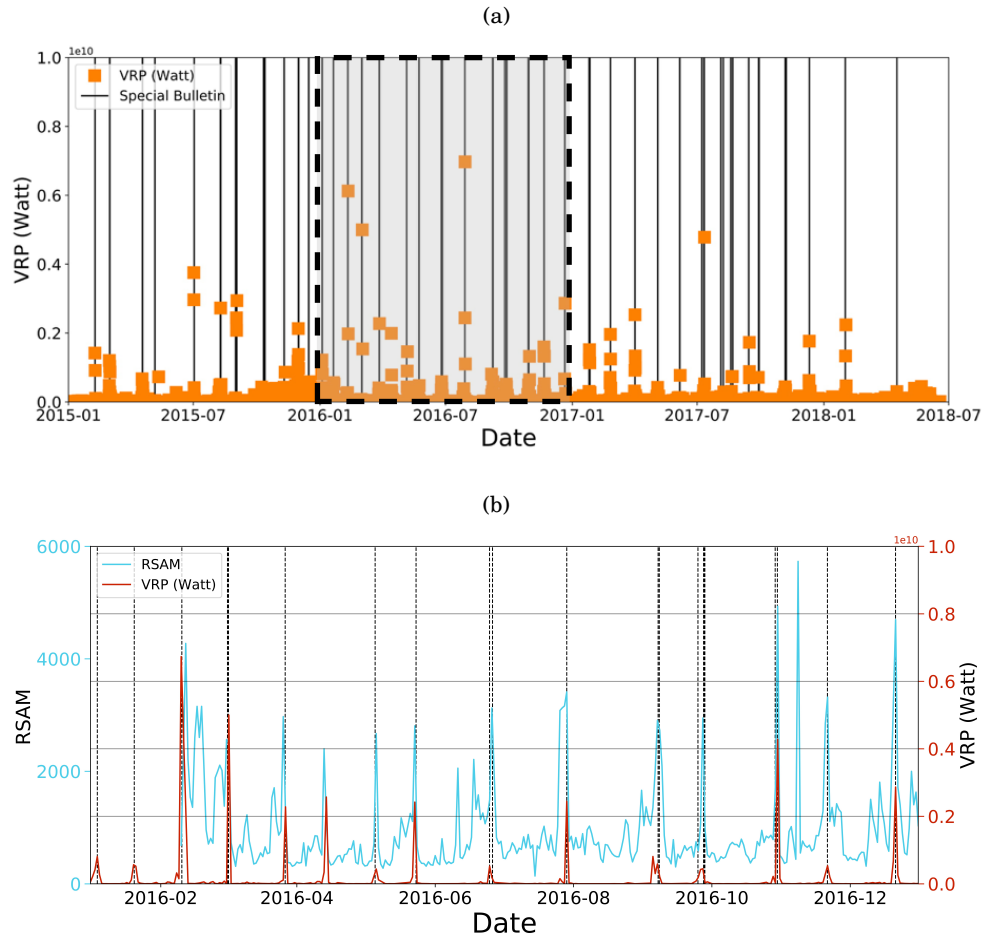 (a)
1e10
1.0
VRP (Watt)
Special Bulletin
0.8
0.6
0.4
0.2
0.0
VRP (Watt)
2015-01 2015-07 2016-01 2016-07 2017-01 2017-07 2018-01 2018-07
Date
(b)
1e10
6000
1.0
RSAM
VRP (Watt)
0.8
4000
0.6
RSAM
VRP (Watt)
0.4
2000
0.2
0
0.0
2016-02 2016-04 2016-06 2016-08 2016-10 2016-12
Date